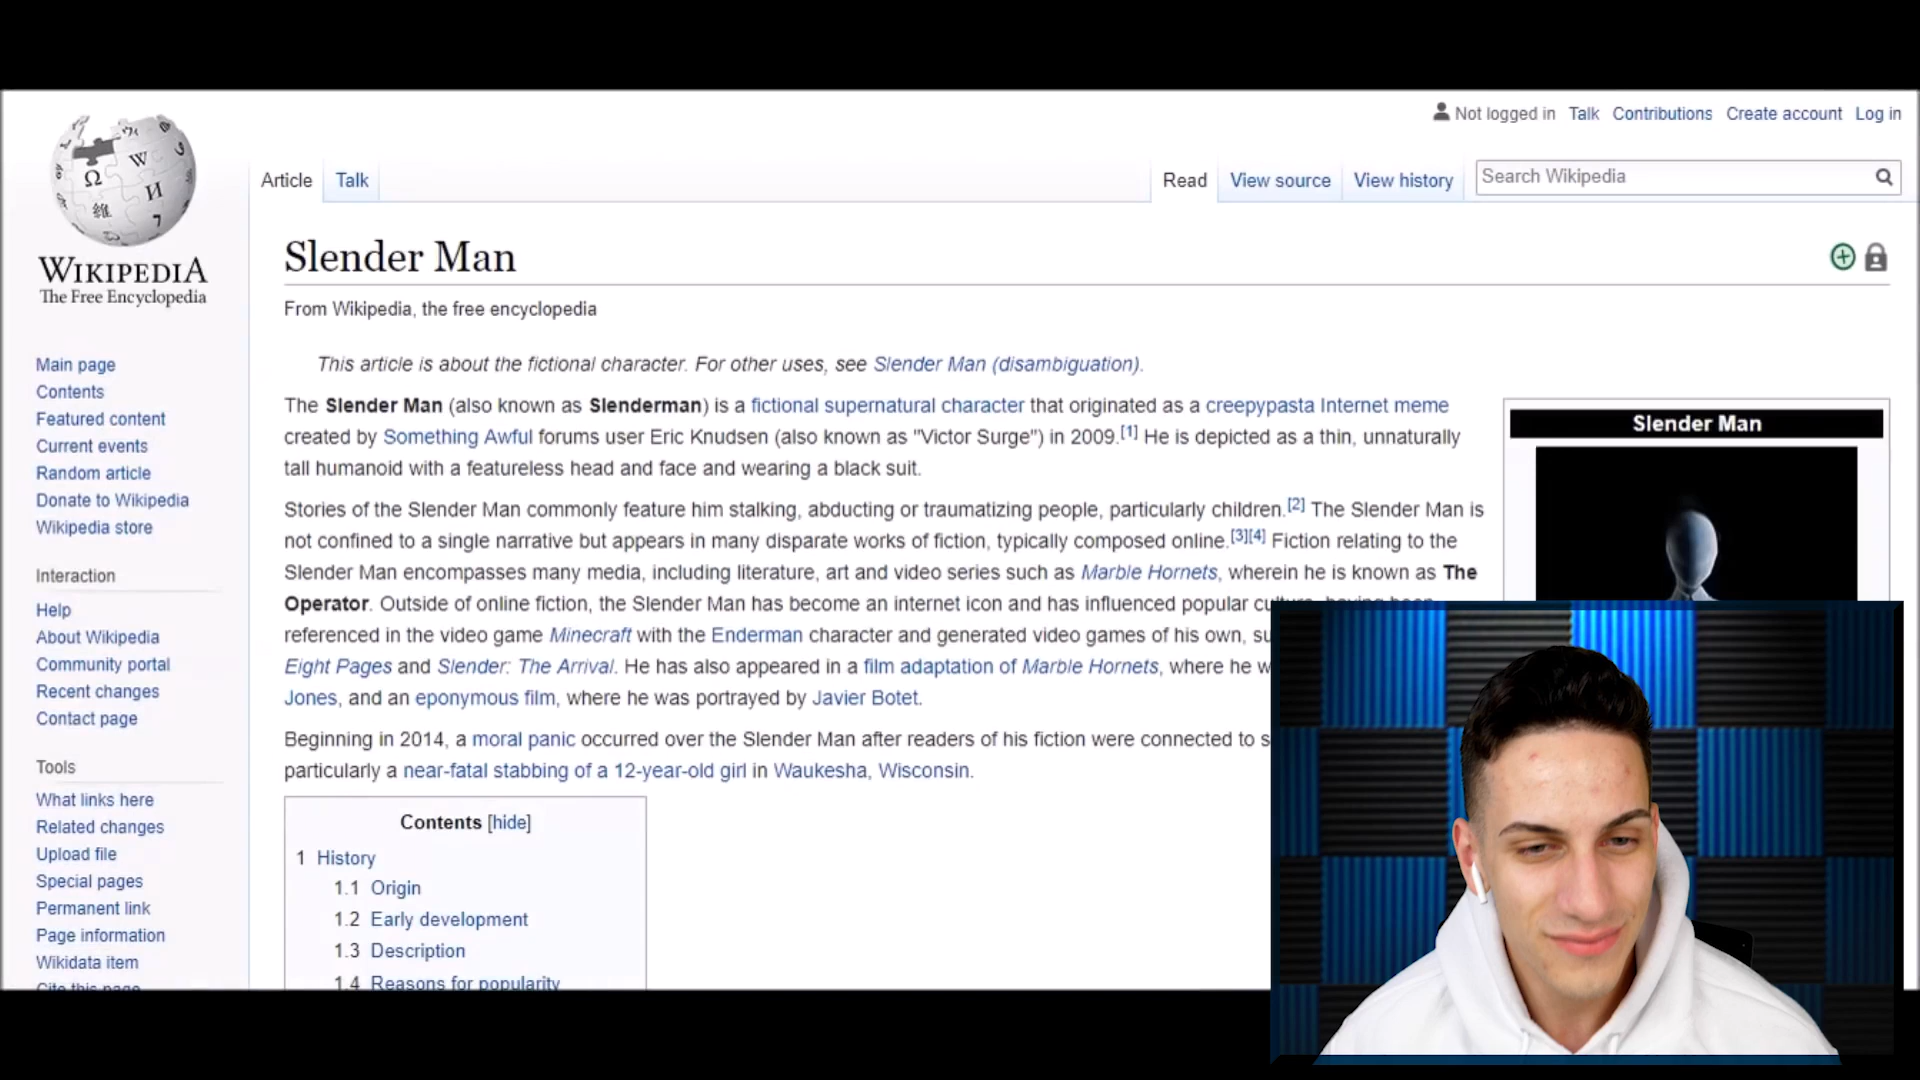 Not logged in Talk Contributions Create account Log in
Article Talk Read View source View history Search Wikipedia
WIKIPEDIA
The Free Encyclopedia
Main page
Contents
Featured content
Current events
Random article
Donate to Wikipedia
Wikipedia store
Interaction
Help
About Wikipedia
Community portal
Recent changes
Contact page
Tools
What links here
Related changes
Upload file
Special pages
Permanent link
Page information
Wikidata item
Cite this page
Slender Man
From Wikipedia, the free encyclopedia
This article is about the fictional character. For other uses, see Slender Man (disambiguation).
The Slender Man (also known as Slenderman) is a fictional supernatural character that originated as a creepypasta Internet meme
created by Something Awful forums user Eric Knudsen (also known as "Victor Surge") in 2009.[1] He is depicted as a thin, unnaturally
tall humanoid with a featureless head and face and wearing a black suit.
Stories of the Slender Man commonly feature him stalking, abducting or traumatizing people, particularly children.[2] The Slender Man is
not confined to a single narrative but appears in many disparate works of fiction, typically composed online.[3][4] Fiction relating to the
Slender Man encompasses many media, including literature, art and video series such as Marble Hornets, wherein he is known as The
Operator. Outside of online fiction, the Slender Man has become an internet icon and has influenced popular culture, having been
referenced in the video game Minecraft with the Enderman character and generated video games of his own, su
Eight Pages and Slender: The Arrival. He has also appeared in a film adaptation of Marble Hornets, where he w
Jones, and an eponymous film, where he was portrayed by Javier Botet.
Beginning in 2014, a moral panic occurred over the Slender Man after readers of his fiction were connected to s
particularly a near-fatal stabbing of a 12-year-old girl in Waukesha, Wisconsin.
Contents [hide]
1 History
1.1 Origin
1.2 Early development
1.3 Description
1.4 Reasons for popularity
Slender Man